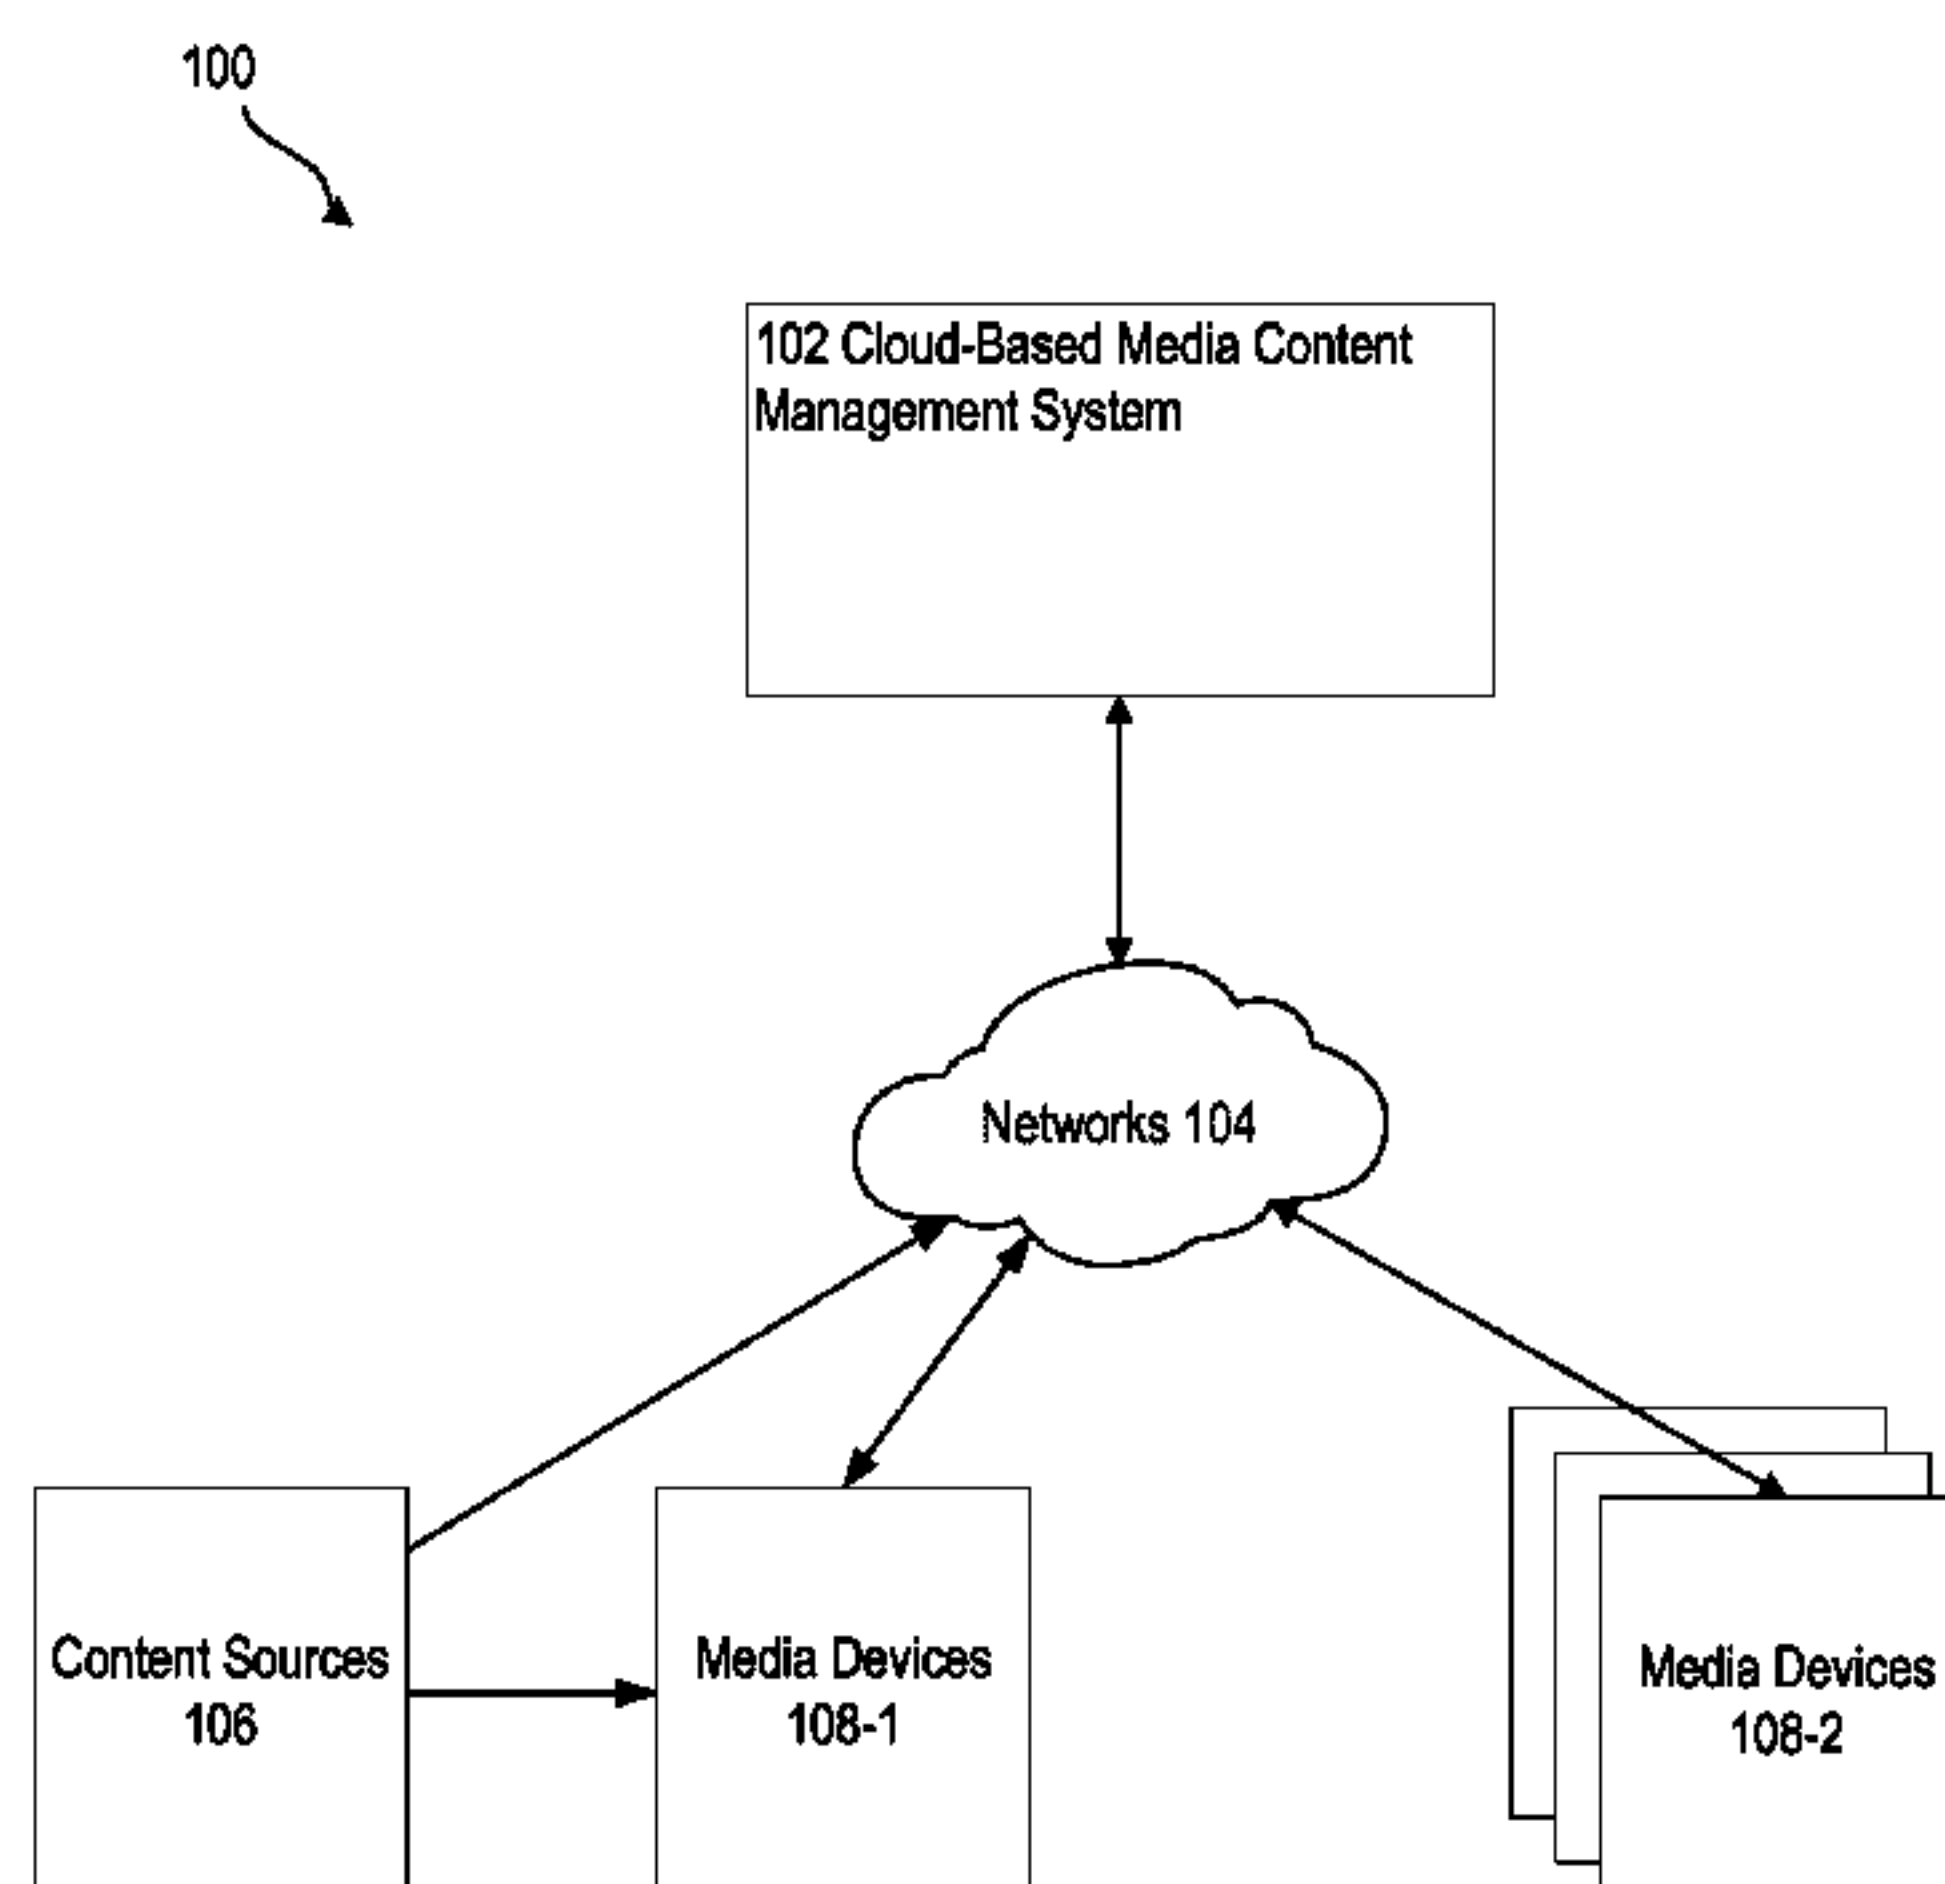 100
102 Cloud-Based Media Content
Management System
Networks 104
Content Sources
106
Media Devices
108-1
Media Devices
108-2